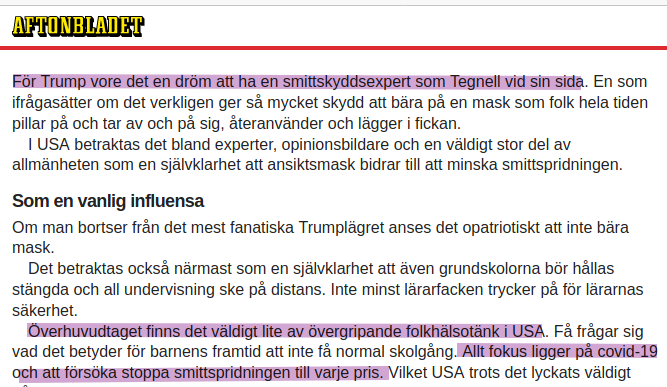 AFTONBLADET
För Trump vore det en dröm att ha en smittskyddsexpert som Tegnell vid sin sida. En som
ifrågasätter om det verkligen ger så mycket skydd att bära på en mask som folk hela tiden
pillar på och tar av och på sig, återanvänder och lägger i fickan.
I USA betraktas det bland experter, opinionsbildare och en väldigt stor del av
allmänheten som en självklarhet att ansiktsmask bidrar till att minska smittspridningen.
Som en vanlig influensa
Om man bortser från det mest fanatiska Trumplägret anses det opatriotiskt att inte bära
mask.
Det betraktas också närmast som en självklarhet att även grundskolorna bör hållas
stängda och all undervisning ske på distans. Inte minst lärarfacken trycker på för lärarnas
säkerhet.
Överhuvudtaget finns det väldigt lite av övergripande folkhälsotänk i USA. Få frågar sig
vad det betyder för barnens framtid att inte få normal skolgång. Allt fokus ligger på covid-19
och att försöka stoppa smittspridningen till varje pris. Vilket USA trots det lyckats väldigt